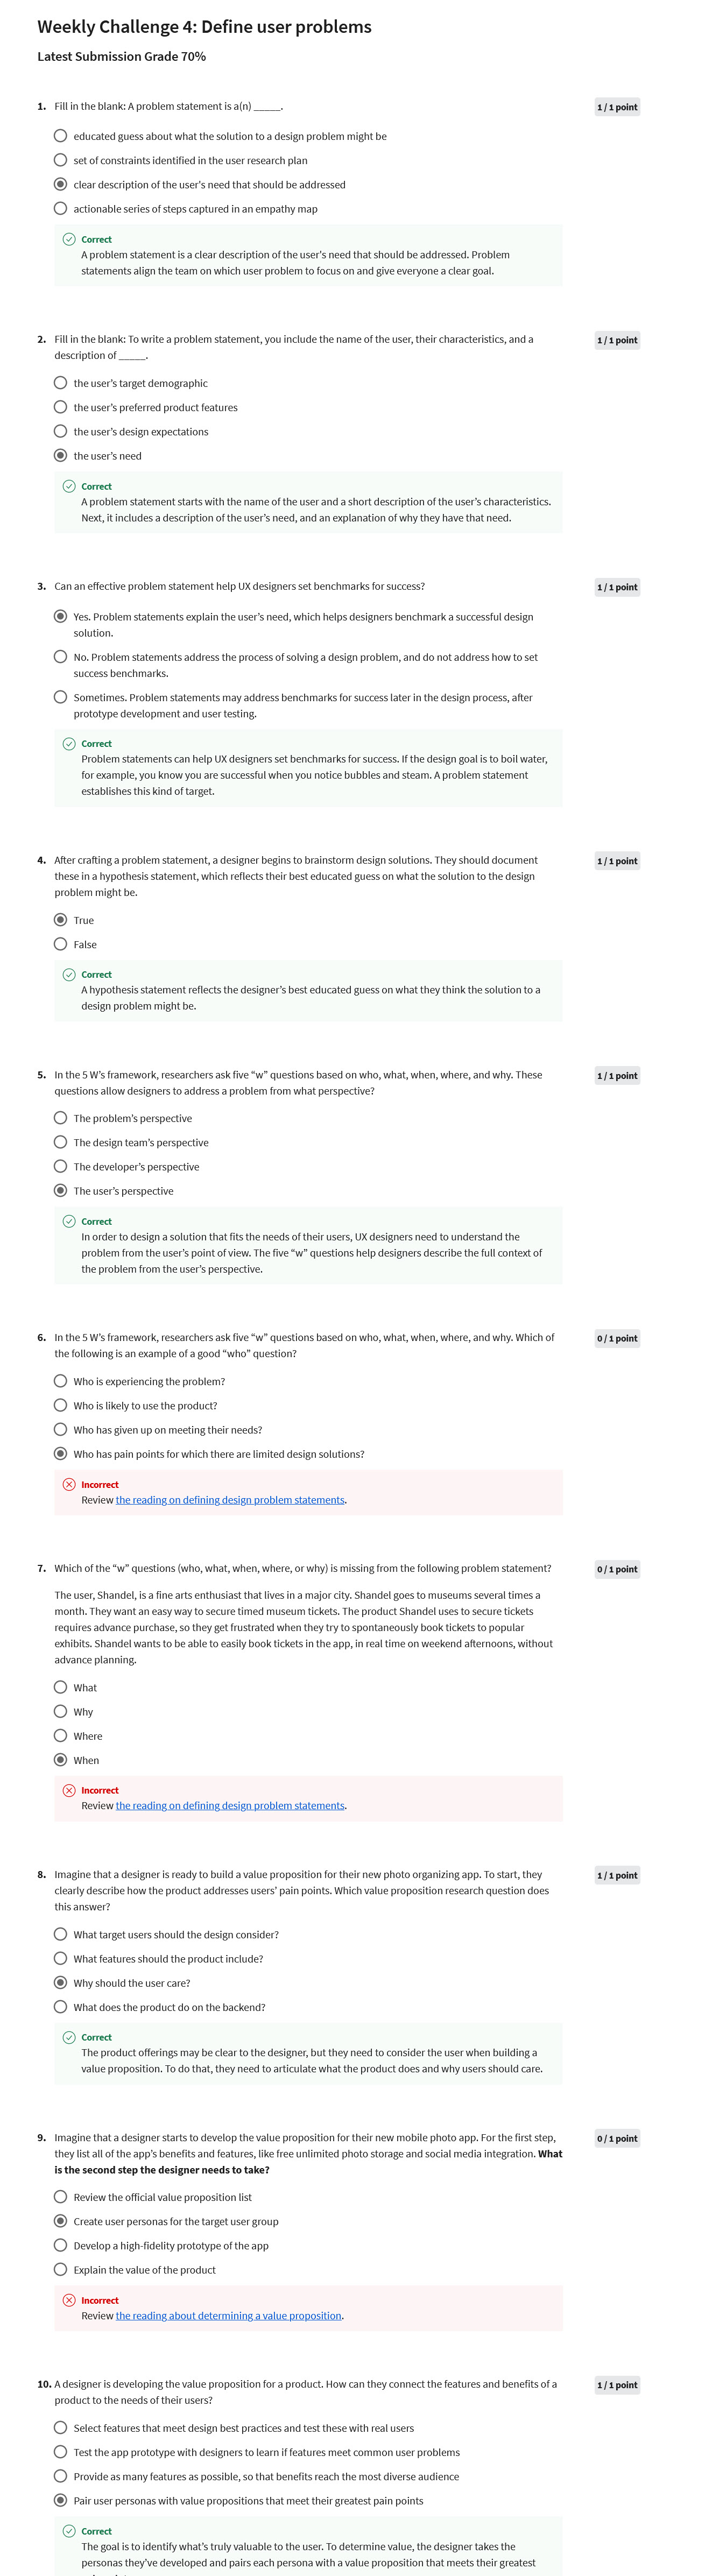 Weekly Challenge 4: Define user problems
Latest Submission Grade 70%
1. Fill in the blank: A problem statement is a(n) _____.
1 / 1 point
educated guess about what the solution to a design problem might be
set of constraints identified in the user research plan
clear description of the user's need that should be addressed
actionable series of steps captured in an empathy map
Correct
A problem statement is a clear description of the user's need that should be addressed. Problem
statements align the team on which user problem to focus on and give everyone a clear goal.
2. Fill in the blank: To write a problem statement, you include the name of the user, their characteristics, and a
description of _____.
1 / 1 point
the user’s target demographic
the user’s preferred product features
the user’s design expectations
the user’s need
Correct
A problem statement starts with the name of the user and a short description of the user’s characteristics.
Next, it includes a description of the user’s need, and an explanation of why they have that need.
3. Can an effective problem statement help UX designers set benchmarks for success?
1 / 1 point
Yes. Problem statements explain the user’s need, which helps designers benchmark a successful design
solution.
No. Problem statements address the process of solving a design problem, and do not address how to set
success benchmarks.
Sometimes. Problem statements may address benchmarks for success later in the design process, after
prototype development and user testing.
Correct
Problem statements can help UX designers set benchmarks for success. If the design goal is to boil water,
for example, you know you are successful when you notice bubbles and steam. A problem statement
establishes this kind of target.
4. After crafting a problem statement, a designer begins to brainstorm design solutions. They should document
these in a hypothesis statement, which reflects their best educated guess on what the solution to the design
problem might be.
1 / 1 point
True
False
Correct
A hypothesis statement reflects the designer’s best educated guess on what they think the solution to a
design problem might be.
5. In the 5 W’s framework, researchers ask five “w” questions based on who, what, when, where, and why. These
questions allow designers to address a problem from what perspective?
1 / 1 point
The problem’s perspective
The design team’s perspective
The developer’s perspective
The user’s perspective
Correct
In order to design a solution that fits the needs of their users, UX designers need to understand the
problem from the user’s point of view. The five “w” questions help designers describe the full context of
the problem from the user’s perspective.
6. In the 5 W’s framework, researchers ask five “w” questions based on who, what, when, where, and why. Which of
the following is an example of a good “who” question?
0 / 1 point
Who is experiencing the problem?
Who is likely to use the product?
Who has given up on meeting their needs?
Who has pain points for which there are limited design solutions?
Incorrect
Review the reading on defining design problem statements.
7. Which of the “w” questions (who, what, when, where, or why) is missing from the following problem statement?
0 / 1 point
The user, Shandel, is a fine arts enthusiast that lives in a major city. Shandel goes to museums several times a
month. They want an easy way to secure timed museum tickets. The product Shandel uses to secure tickets
requires advance purchase, so they get frustrated when they try to spontaneously book tickets to popular
exhibits. Shandel wants to be able to easily book tickets in the app, in real time on weekend afternoons, without
advance planning.
What
Why
Where
When
Incorrect
Review the reading on defining design problem statements.
8. Imagine that a designer is ready to build a value proposition for their new photo organizing app. To start, they
clearly describe how the product addresses users’ pain points. Which value proposition research question does
this answer?
1 / 1 point
What target users should the design consider?
What features should the product include?
Why should the user care?
What does the product do on the backend?
Correct
The product offerings may be clear to the designer, but they need to consider the user when building a
value proposition. To do that, they need to articulate what the product does and why users should care.
9. Imagine that a designer starts to develop the value proposition for their new mobile photo app. For the first step,
they list all of the app’s benefits and features, like free unlimited photo storage and social media integration. What
is the second step the designer needs to take?
0 / 1 point
Review the official value proposition list
Create user personas for the target user group
Develop a high-fidelity prototype of the app
Explain the value of the product
Incorrect
Review the reading about determining a value proposition.
10. A designer is developing the value proposition for a product. How can they connect the features and benefits of a
product to the needs of their users?
1 / 1 point
Select features that meet design best practices and test these with real users
Test the app prototype with designers to learn if features meet common user problems
Provide as many features as possible, so that benefits reach the most diverse audience
Pair user personas with value propositions that meet their greatest pain points
Correct
The goal is to identify what’s truly valuable to the user. To determine value, the designer takes the
personas they’ve developed and pairs each persona with a value proposition that meets their greatest